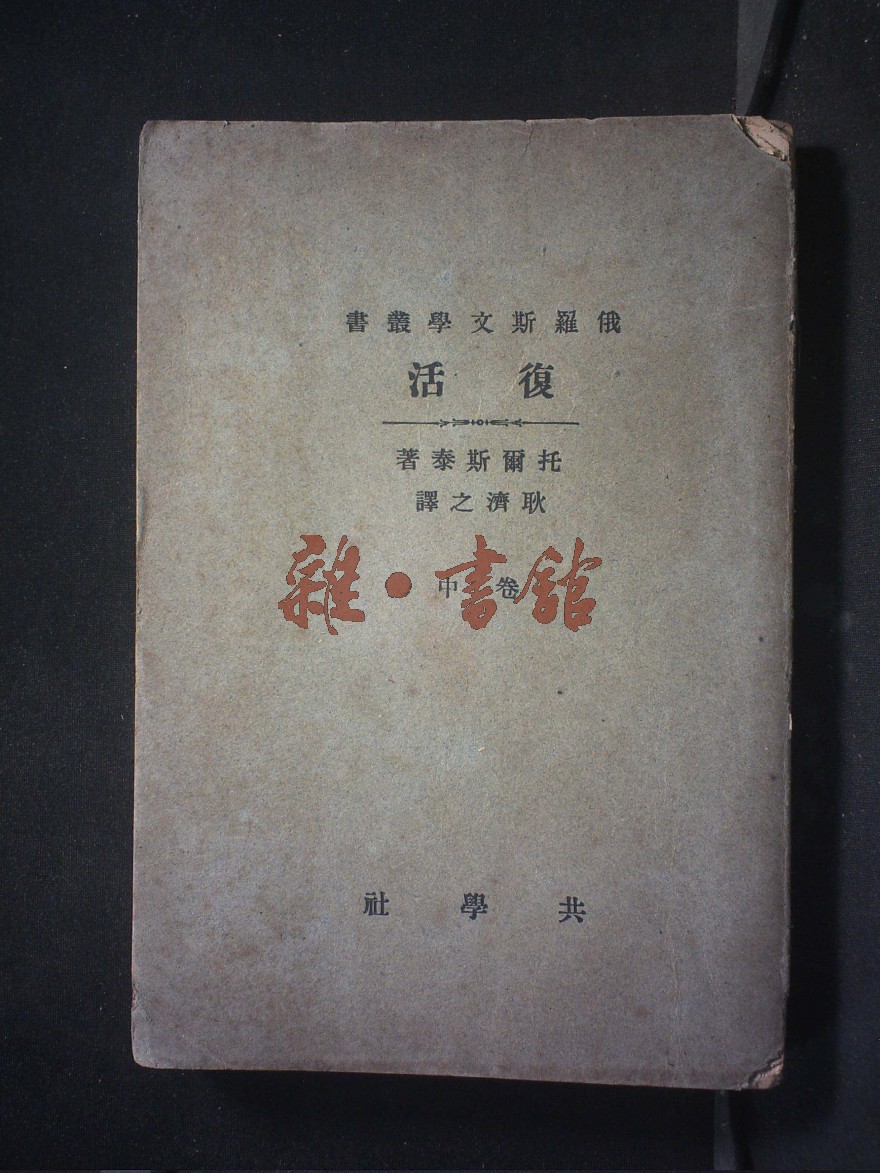 俄羅斯文學叢書
復活
托爾斯泰著
耿濟之譯
卷中
雜·書館
共學社